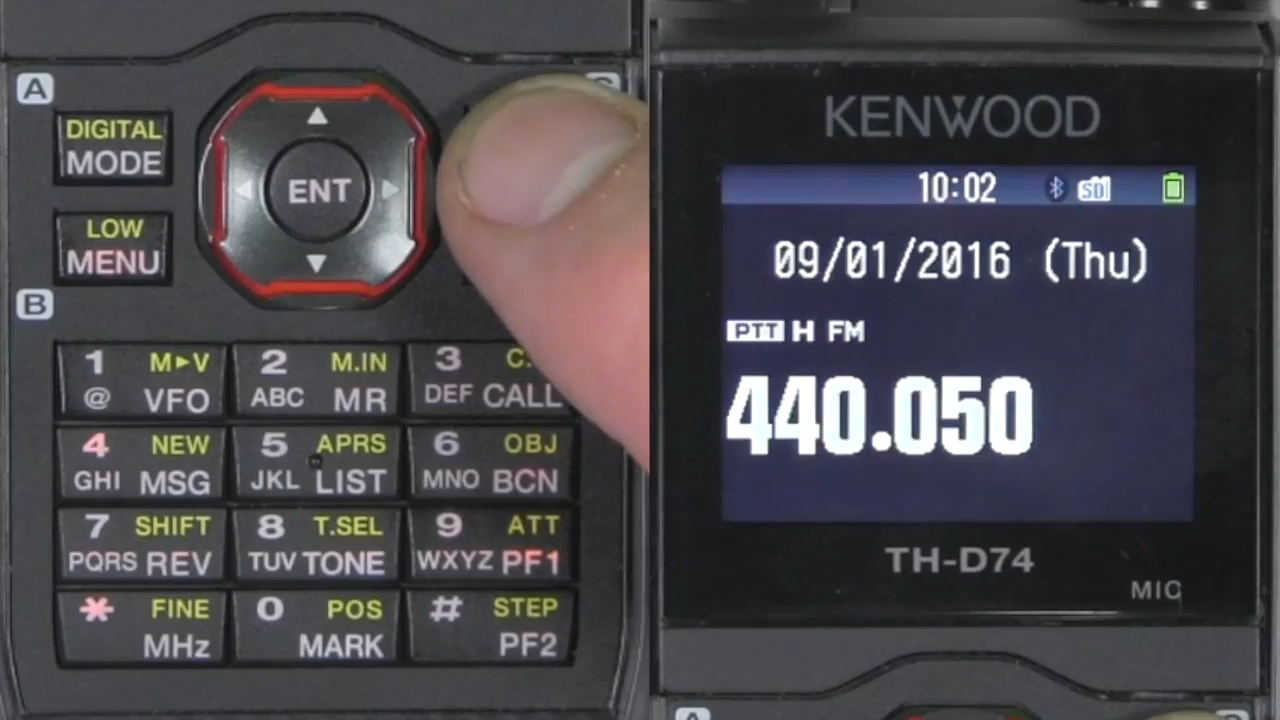 A
DIGITAL
MODE
ENT
LOW
MENU
B
1 M►V
@ VFO
2 M.IN
ABC MR
3 C.
DEF CALL
4 NEW
GHI MSG
5 APRS
JKL LIST
6 OBJ
MNO BCN
7 SHIFT
PQRS REV
8 T.SEL
TUV TONE
9 ATT
WXYZ PF1
* FINE
MHz
0 POS
MARK
# STEP
PF2
KENWOOD
10:02 SD
09/01/2016 (Thu)
PTT H FM
440.050
TH-D74
MIC
A